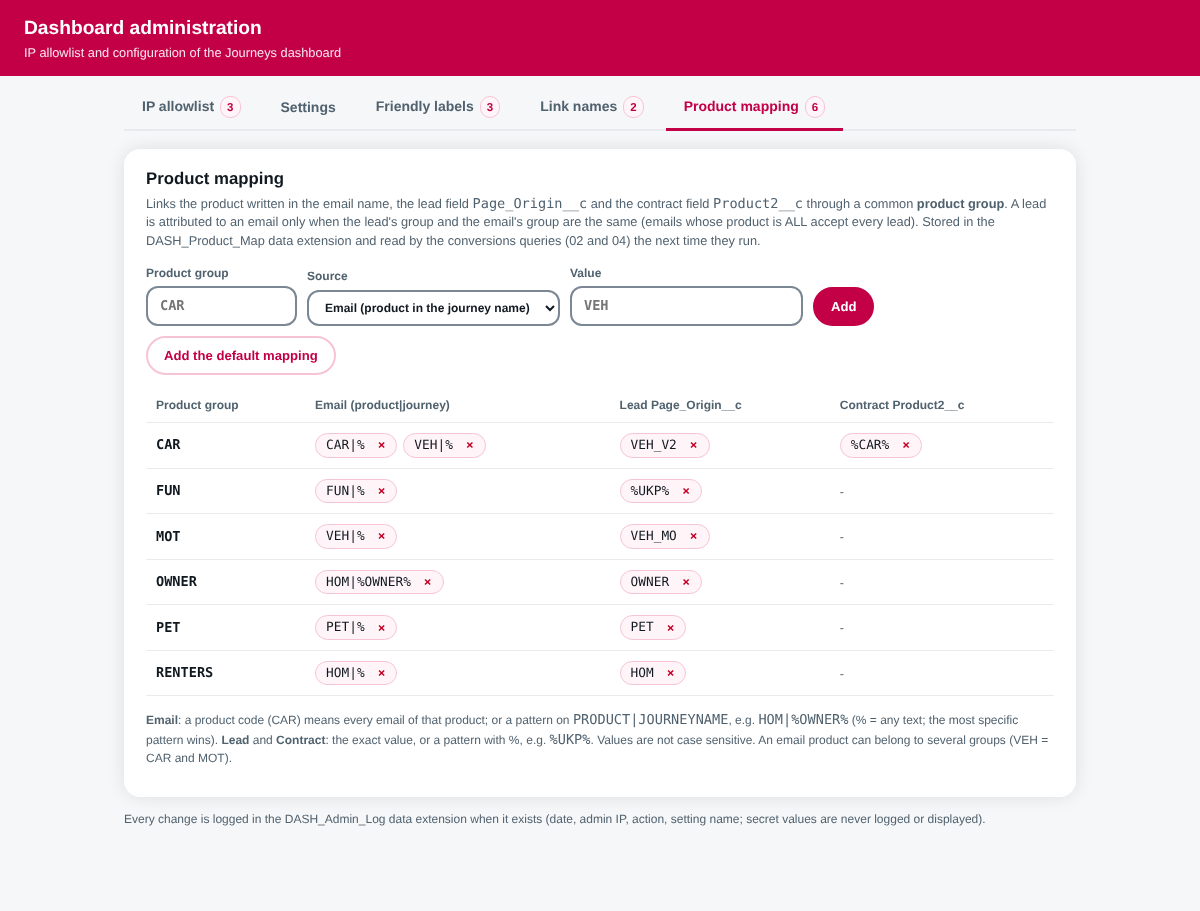 Dashboard administration
IP allowlist and configuration of the Journeys dashboard
IP allowlist 3 Settings Friendly labels 3 Link names 2 Product mapping 6
Product mapping
Links the product written in the email name, the lead field Page_Origin__c and the contract field Product2__c through a common product group. A lead
is attributed to an email only when the lead's group and the email's group are the same (emails whose product is ALL accept every lead). Stored in the
DASH_Product_Map data extension and read by the conversions queries (02 and 04) the next time they run.
Product group Source Value
CAR Email (product in the journey name) VEH Add
Add the default mapping
Product group Email (product|journey) Lead Page_Origin__c Contract Product2__c
CAR CAR|% × VEH|% × VEH_V2 × %CAR% ×
FUN FUN|% × %UKP% × -
MOT VEH|% × VEH_MO × -
OWNER HOM|%OWNER% × OWNER × -
PET PET|% × PET × -
RENTERS HOM|% × HOM × -
Email: a product code (CAR) means every email of that product; or a pattern on PRODUCT|JOURNEYNAME, e.g. HOM|%OWNER% (% = any text; the most specific
pattern wins). Lead and Contract: the exact value, or a pattern with %, e.g. %UKP%. Values are not case sensitive. An email product can belong to several groups (VEH =
CAR and MOT).
Every change is logged in the DASH_Admin_Log data extension when it exists (date, admin IP, action, setting name; secret values are never logged or displayed).